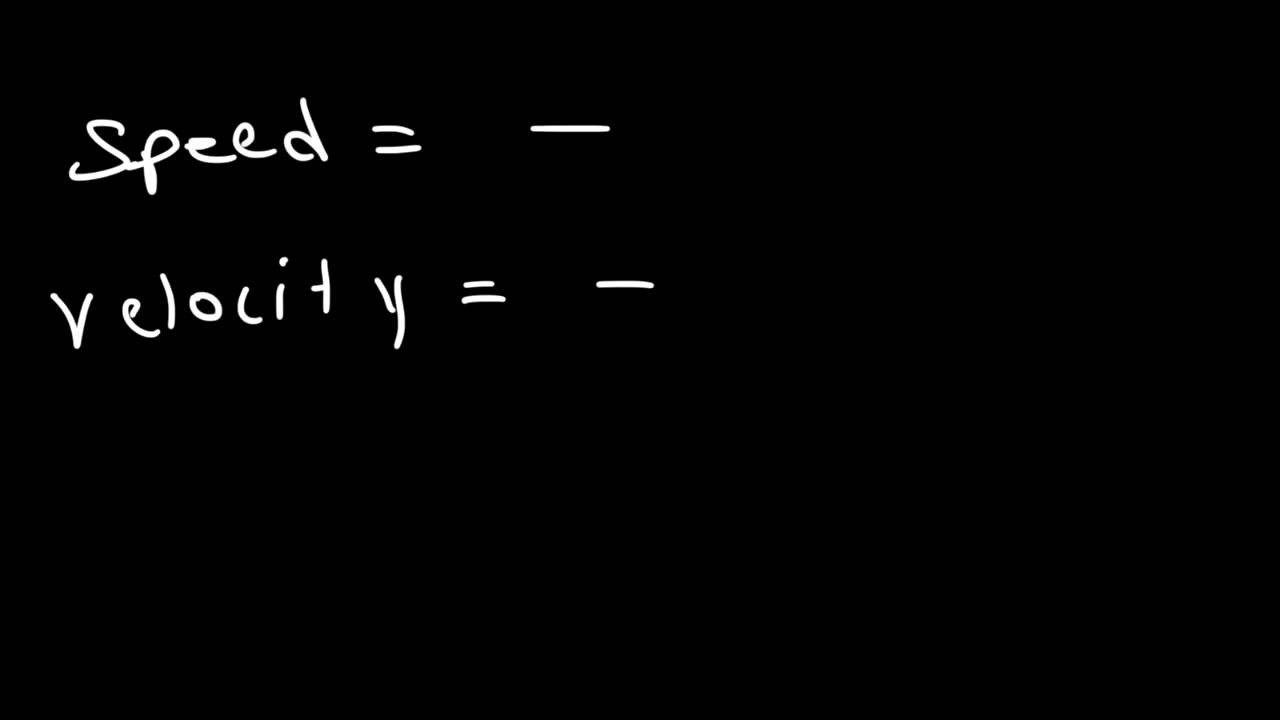 speed = —
velocity = —